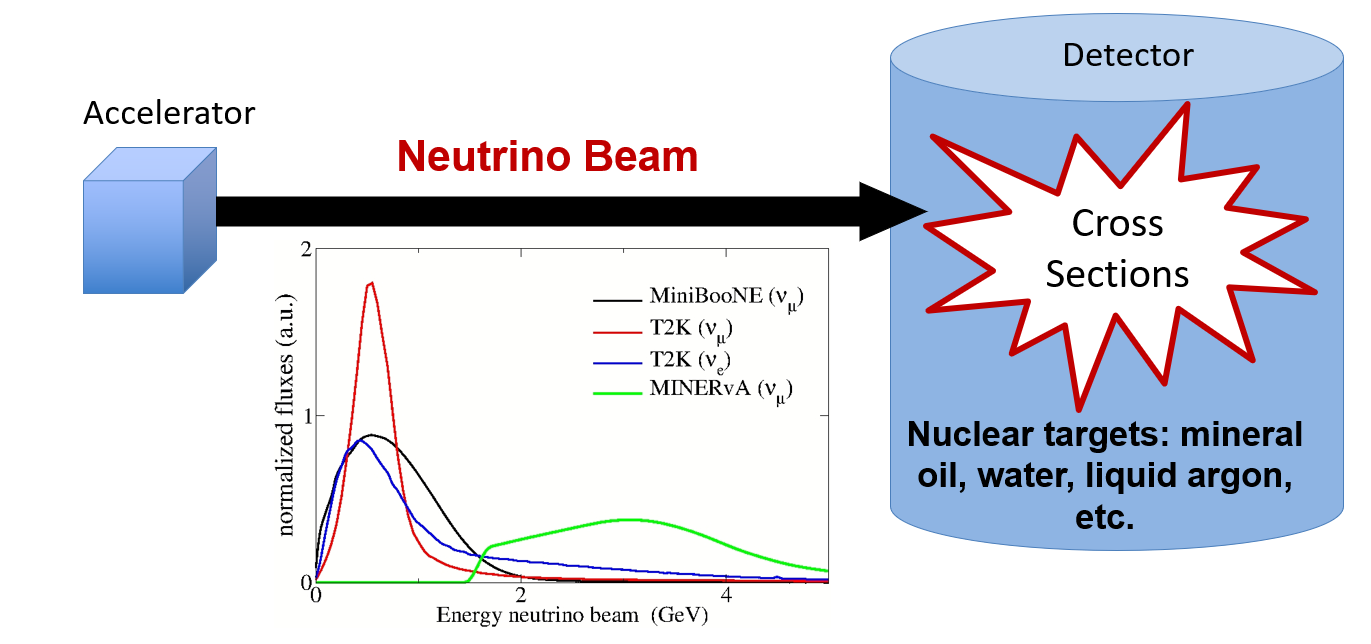 Accelerator
Neutrino Beam
Detector
Cross
Sections
Nuclear targets: mineral
oil, water, liquid argon,
etc.
2
1
0
0
2
4
normalized fluxes (a.u.)
Energy neutrino beam (GeV)
MiniBooNE (νμ)
T2K (νμ)
T2K (νe)
MINERvA (νμ)